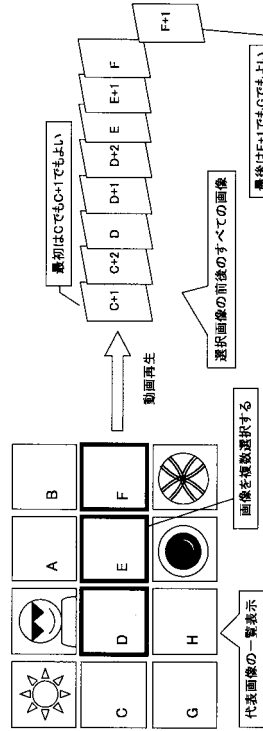 A
B
C
D
E
F
G
H
代表画像の一覧表示
画像を複数選択する
動画再生
最初はCでもC+1でもよい
C+1
C+2
D
D+1
D+2
E
E+1
F
F+1
選択画像の前後のすべての画像
最後はF+1でもGでもよい